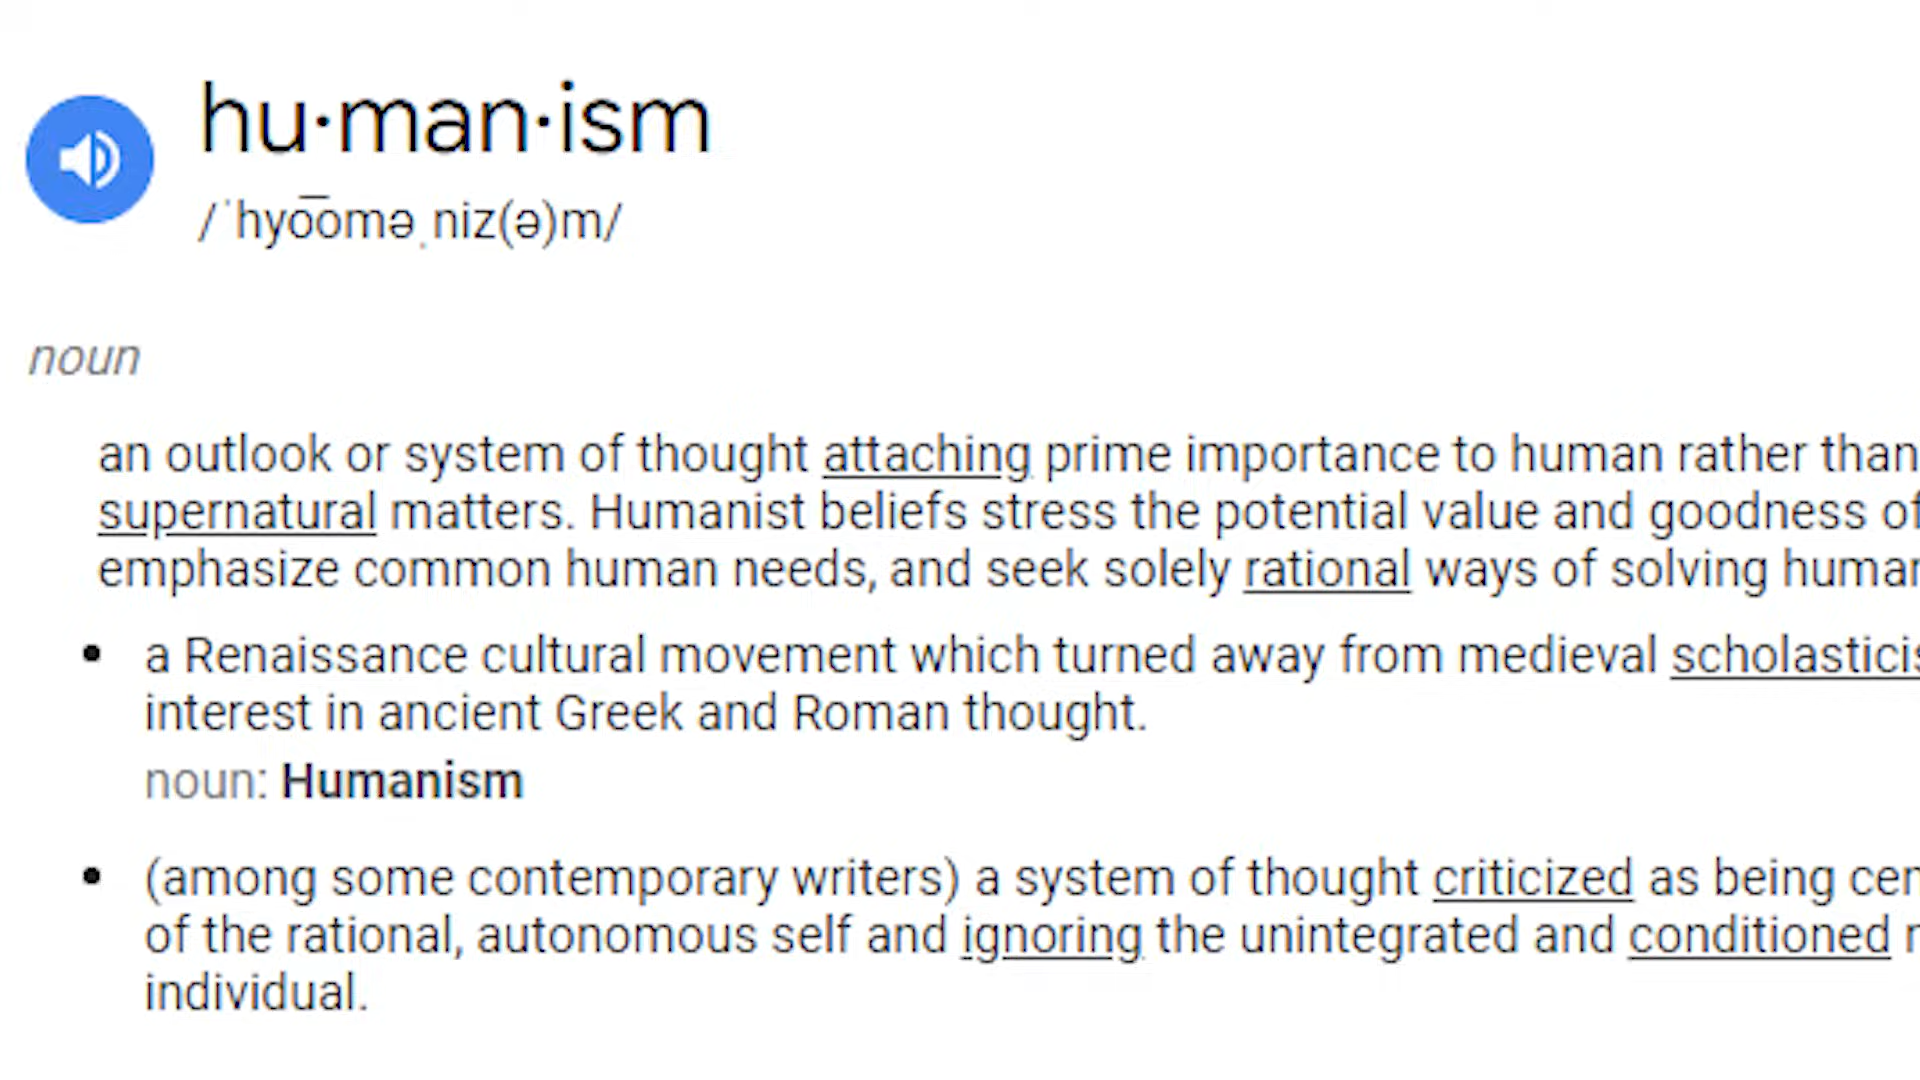 hu·man·ism
/ˈhyo͞oməˌniz(ə)m/
noun
an outlook or system of thought attaching prime importance to human rather than
supernatural matters. Humanist beliefs stress the potential value and goodness of
emphasize common human needs, and seek solely rational ways of solving
• a Renaissance cultural movement which turned away from medieval
interest in ancient Greek and Roman thought.
noun: Humanism
• (among some contemporary writers) a system of thought criticized as being
of the rational, autonomous self and ignoring the unintegrated and conditioned
individual.